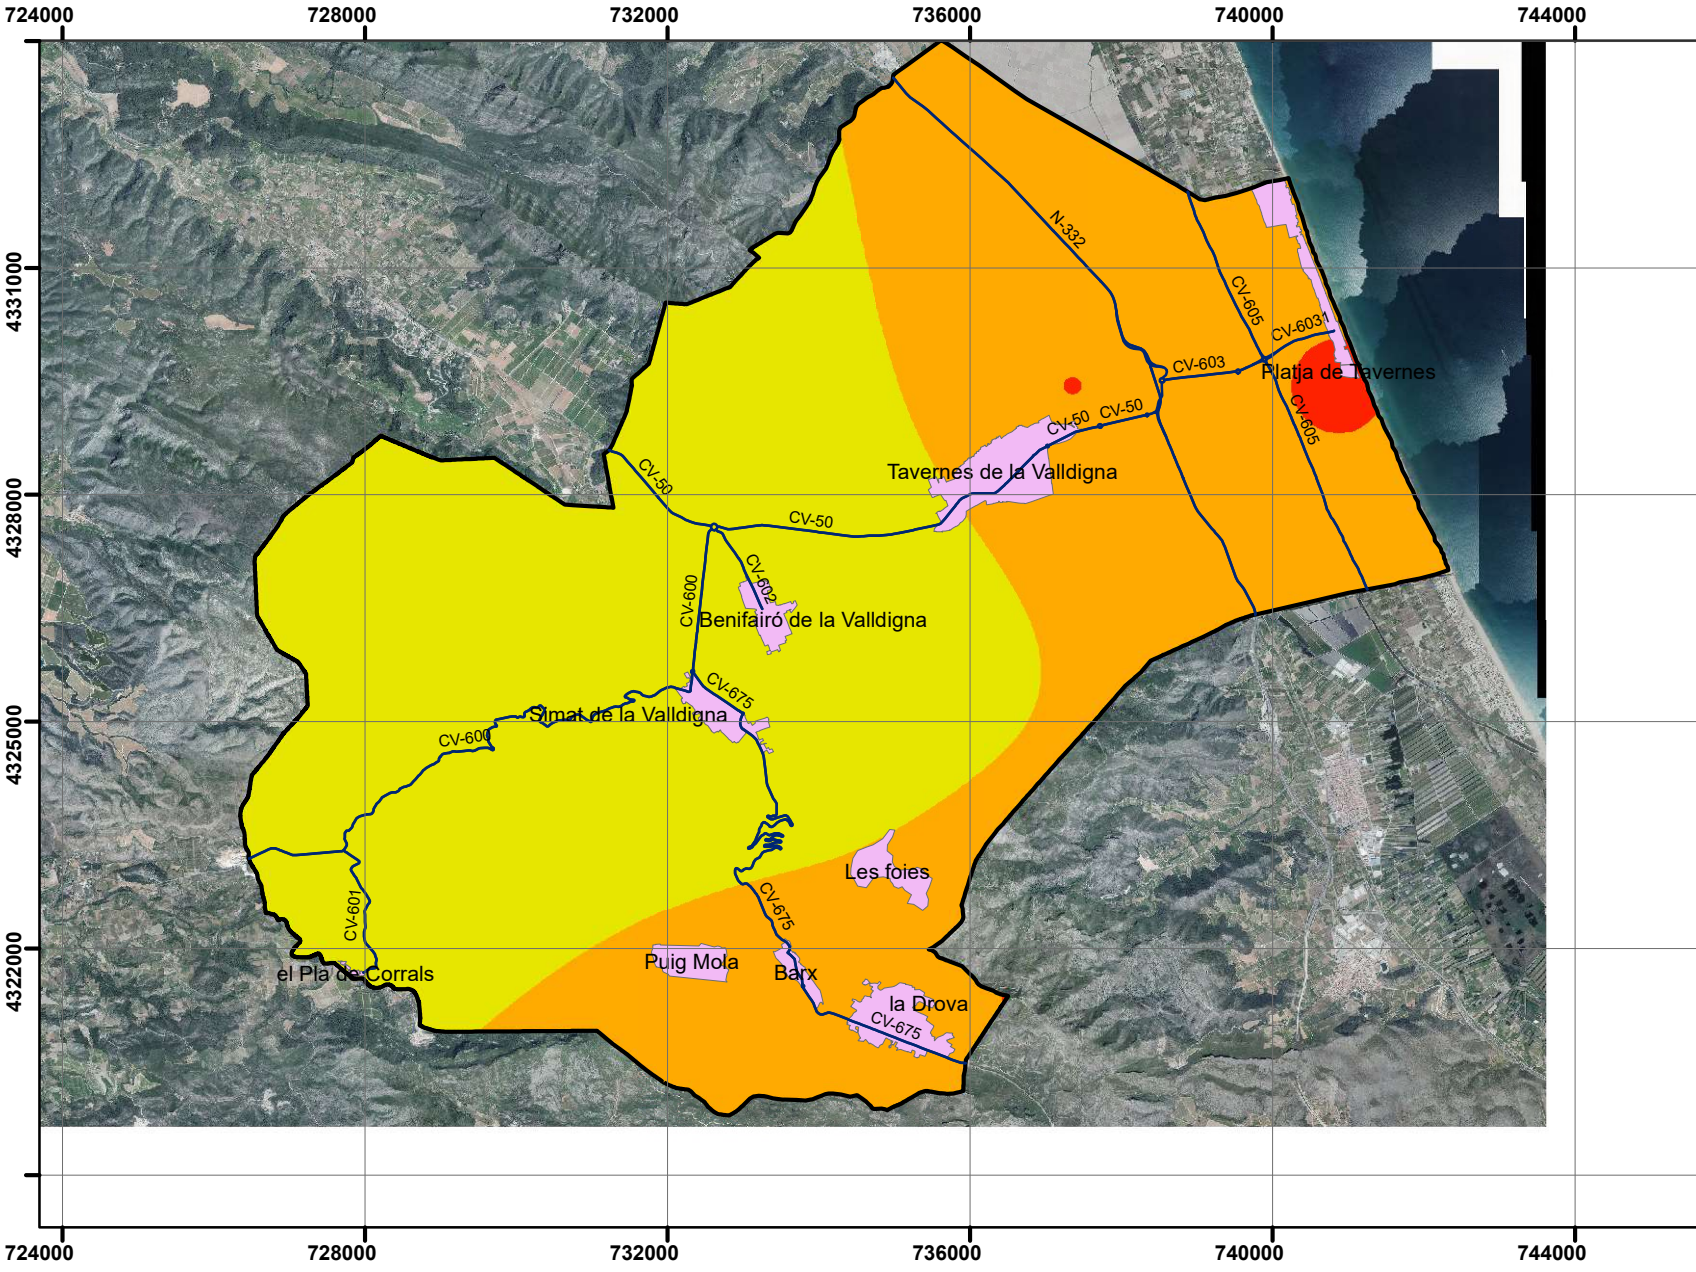 724000 728000 732000 736000 740000 744000
N-332
4331000
CV-605
CV-6031
CV-603
Platja de Tavernes
CV-50
CV-50
CV-605
Tavernes de la Valldigna
CV-50
4328000
CV-50
CV-602
CV-600
Benifairó de la Valldigna
CV-675
Simat de la Valldigna
4325000
CV-600
Les foies
CV-675
CV-601
4322000
Puig Mola
Barx
el Pla de Corrals
la Drova
CV-675
724000 728000 732000 736000 740000 744000